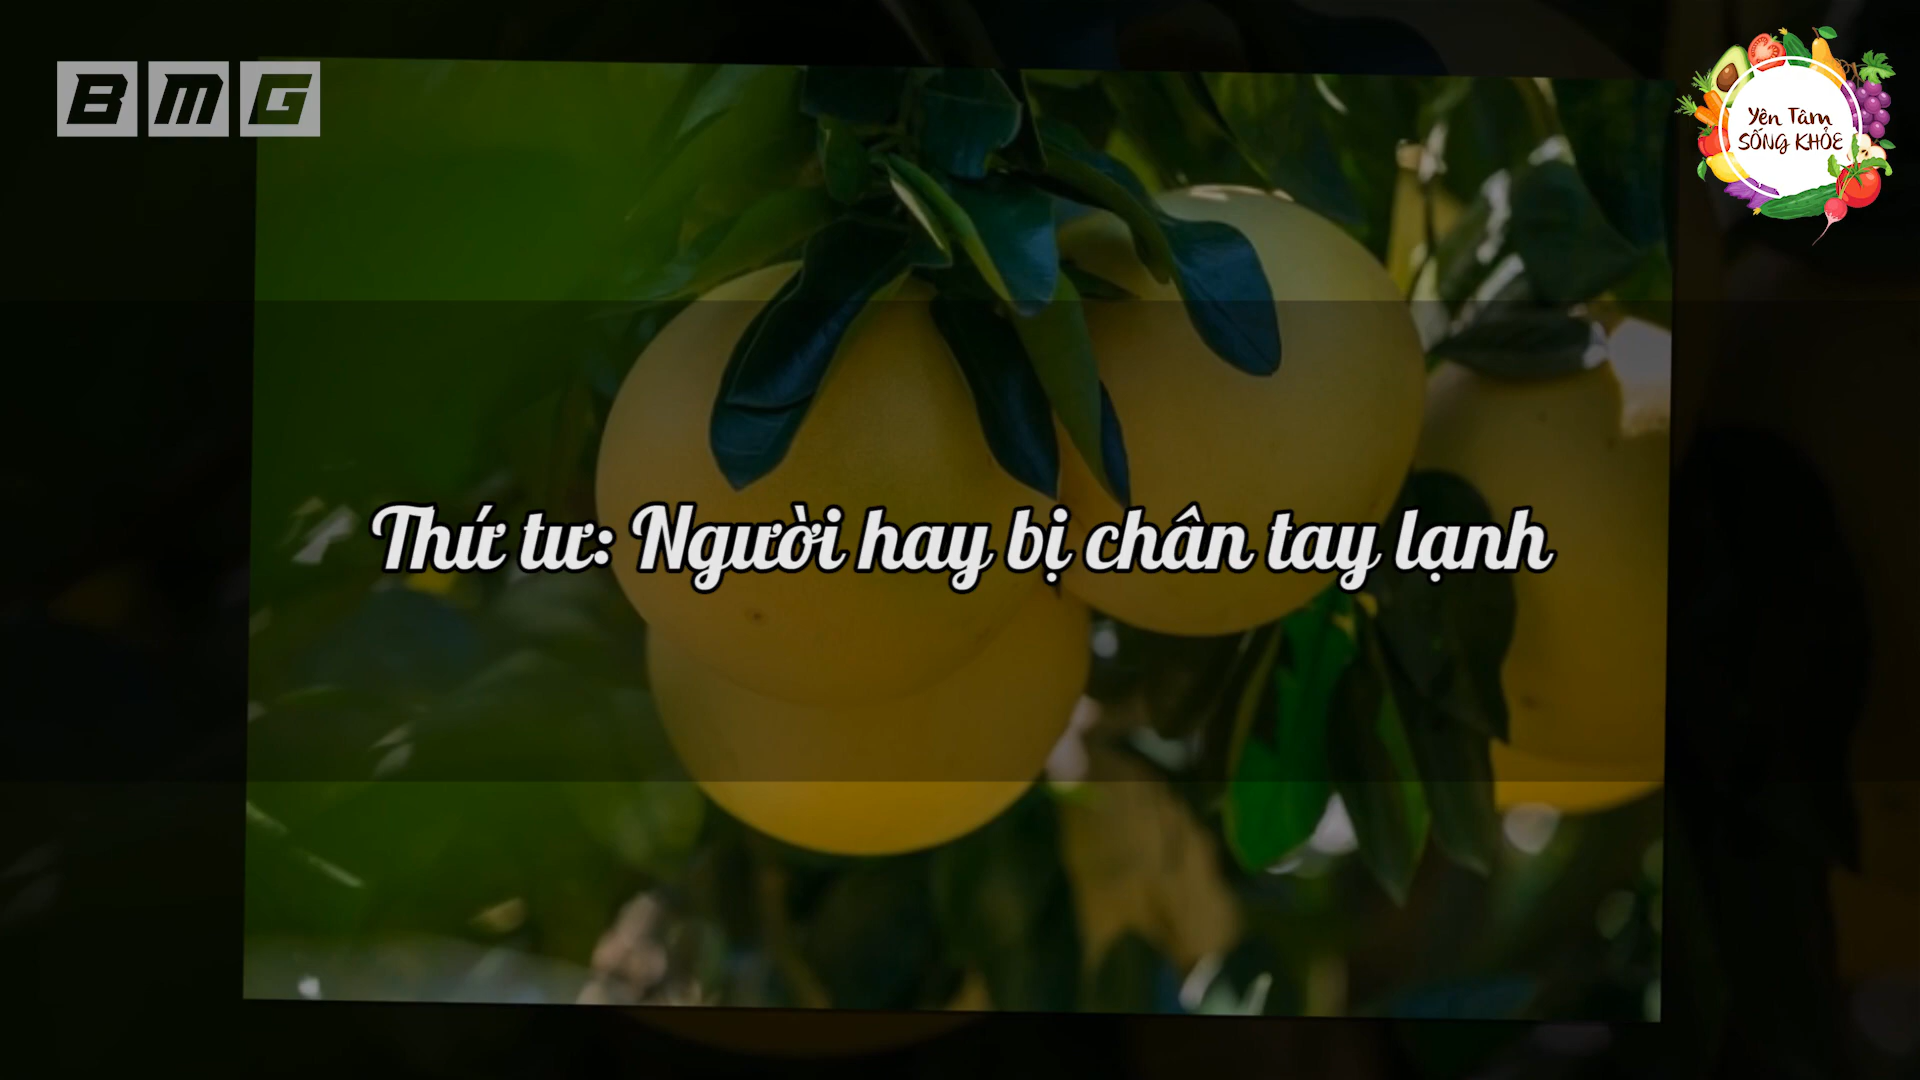 BMG
Yên Tâm
SỐNG KHỎE
Thứ tư: Người hay bị chân tay lạnh